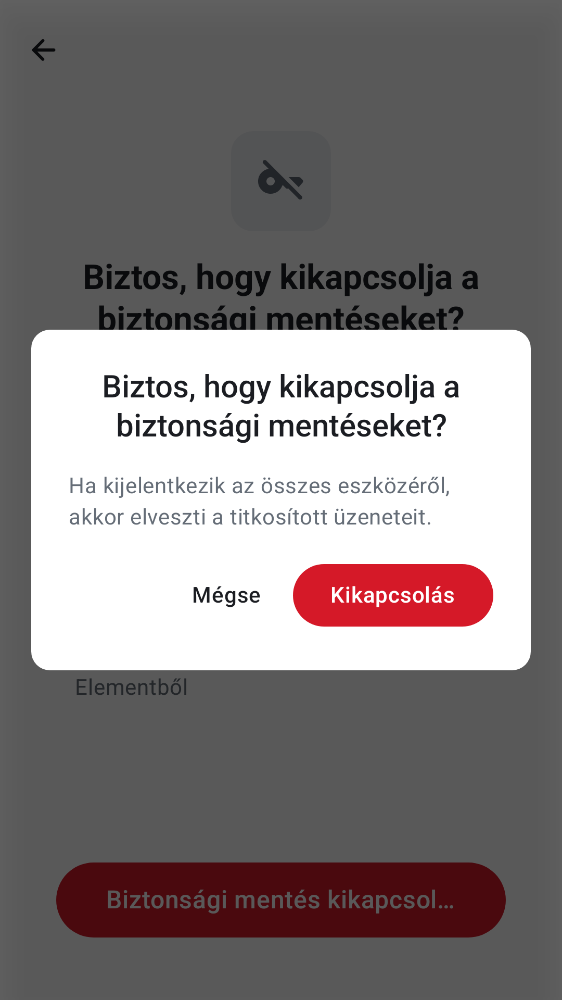 Biztos, hogy kikapcsolja a
biztonsági mentéseket?
Biztos, hogy kikapcsolja a
biztonsági mentéseket?
Ha kijelentkezik az összes eszközéről,
akkor elveszti a titkosított üzeneteit.
Mégse
Kikapcsolás
Elementből
Biztonsági mentés kikapcsol...